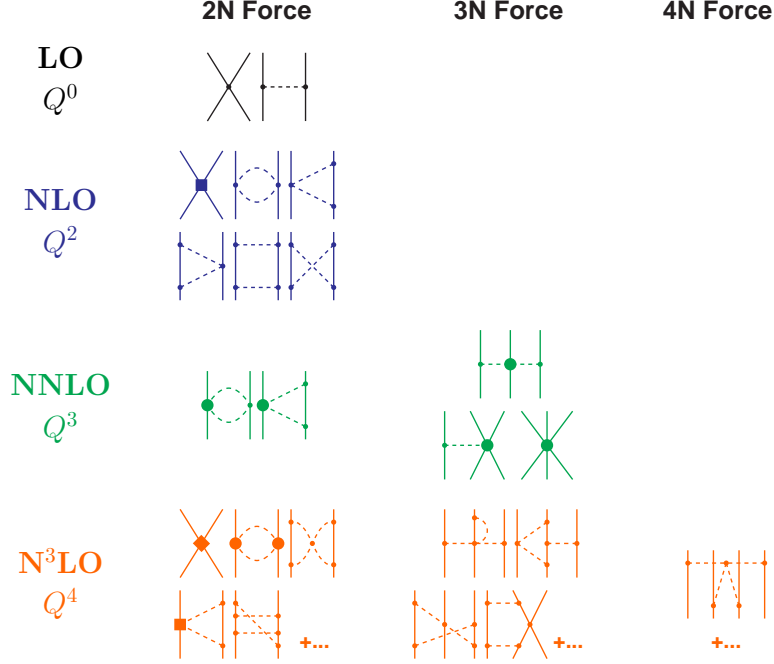 2N Force 3N Force 4N Force
LO
Q^0
NLO
Q^2
NNLO
Q^3
N^3LO
Q^4
+... +... +...